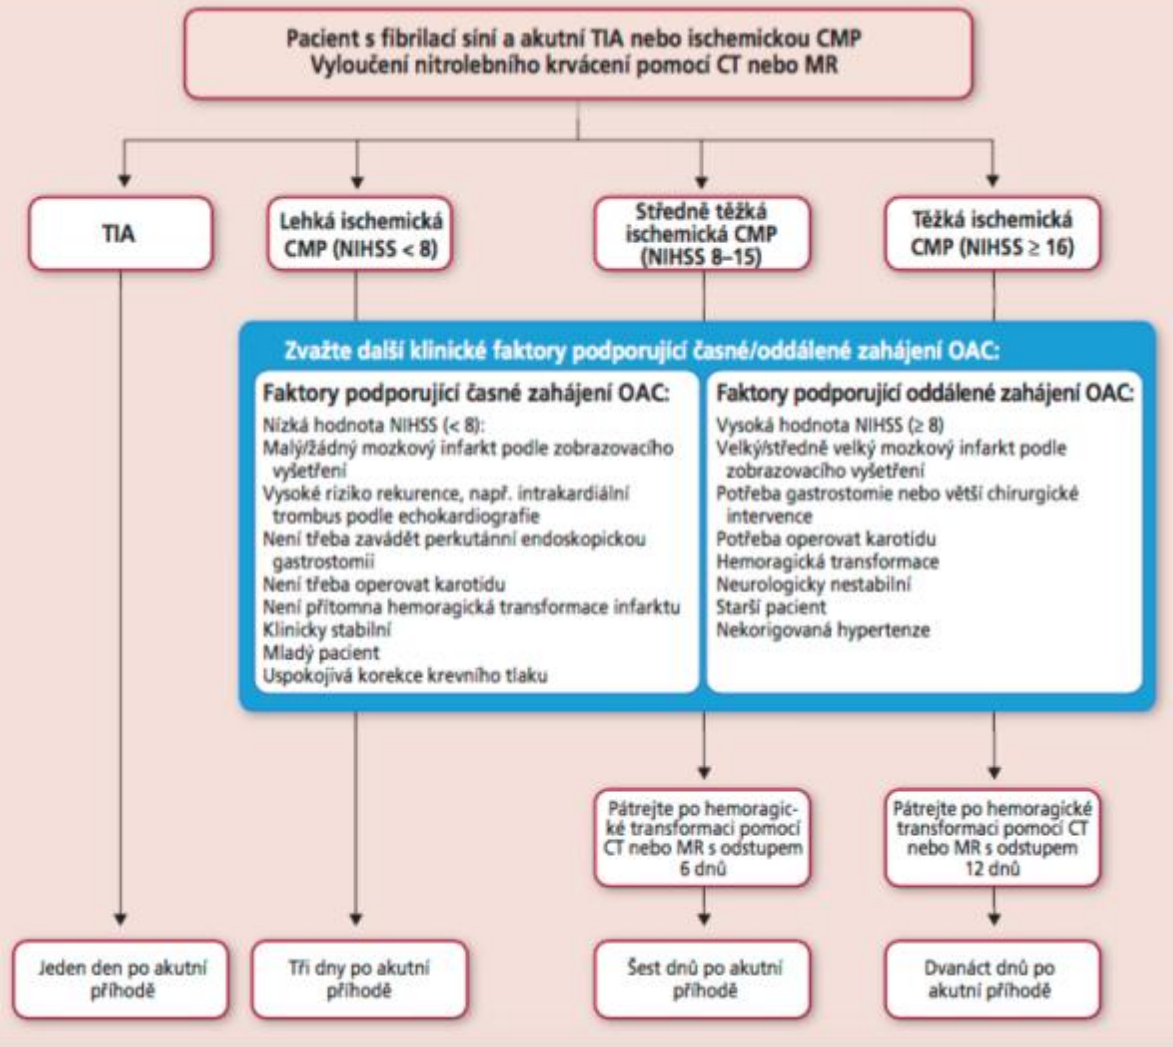 Pacient s fibrilací síní a akutní TIA nebo ischemickou CMP
Vyloučení nitrolebního krvácení pomocí CT nebo MR
TIA
Lehká ischemická
CMP (NIHSS < 8)
Středně těžká
ischemická CMP
(NIHSS 8–15)
Těžká ischemická
CMP (NIHSS ≥ 16)
Zvažte další klinické faktory podporující časné/oddálené zahájení OAC:
Faktory podporující časné zahájení OAC:
Nízká hodnota NIHSS (< 8):
Malý/žádný mozkový infarkt podle zobrazovacího
vyšetření
Vysoké riziko rekurence, např. intrakardiální
trombus podle echokardiografie
Není třeba zavádět perkutánní endoskopickou
gastrostomii
Není třeba operovat karotidu
Není přítomna hemoragická transformace infarktu
Klinicky stabilní
Mladý pacient
Uspokojivá korekce krevního tlaku
Faktory podporující oddálené zahájení OAC:
Vysoká hodnota NIHSS (≥ 8)
Velký/středně velký mozkový infarkt podle
zobrazovacího vyšetření
Potřeba gastrostomie nebo větší chirurgické
intervence
Potřeba operovat karotidu
Hemoragická transformace
Neurologicky nestabilní
Starší pacient
Nekorigovaná hypertenze
Pátrejte po hemoragic-
ké transformaci pomocí
CT nebo MR s odstupem
6 dnů
Pátrejte po hemoragické
transformaci pomocí CT
nebo MR s odstupem
12 dnů
Jeden den po akutní
příhodě
Tři dny po akutní
příhodě
Šest dnů po akutní
příhodě
Dvanáct dnů po
akutní příhodě